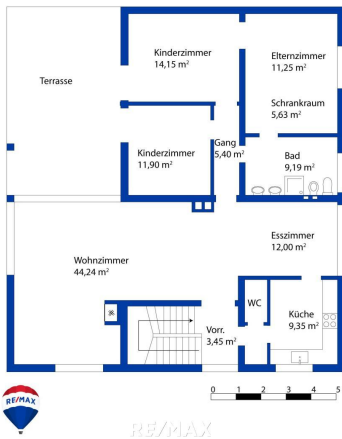 Kinderzimmer
14,15 m²
Elternzimmer
11,25 m²
Terrasse
Schrankraum
5,63 m²
Gang
5,40 m²
Kinderzimmer
11,90 m²
Bad
9,19 m²
Esszimmer
12,00 m²
Wohnzimmer
44,24 m²
WC
Küche
9,35 m²
Vorr.
3,45 m²
0 1 2 3 4 5
RE/MAX
RE/MAX